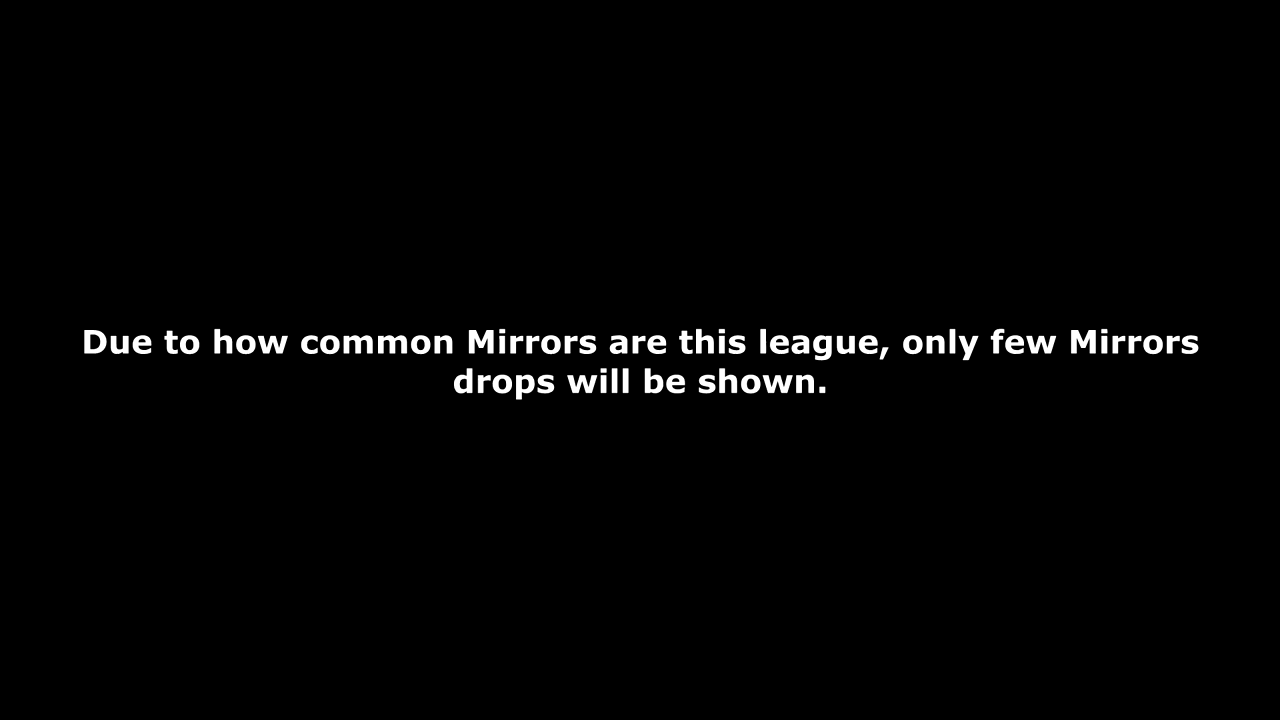 Due to how common Mirrors are this league, only few Mirrors
drops will be shown.